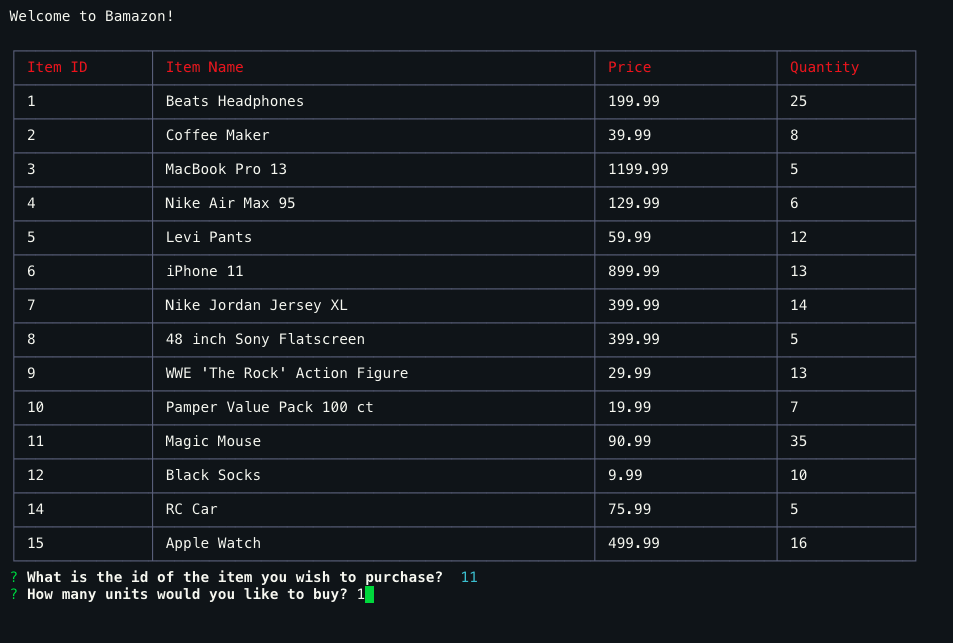 Welcome to Bamazon!
Item ID Item Name Price Quantity
1 Beats Headphones 199.99 25
2 Coffee Maker 39.99 8
3 MacBook Pro 13 1199.99 5
4 Nike Air Max 95 129.99 6
5 Levi Pants 59.99 12
6 iPhone 11 899.99 13
7 Nike Jordan Jersey XL 399.99 14
8 48 inch Sony Flatscreen 399.99 5
9 WWE 'The Rock' Action Figure 29.99 13
10 Pamper Value Pack 100 ct 19.99 7
11 Magic Mouse 90.99 35
12 Black Socks 9.99 10
14 RC Car 75.99 5
15 Apple Watch 499.99 16
? What is the id of the item you wish to purchase? 11
? How many units would you like to buy? 1